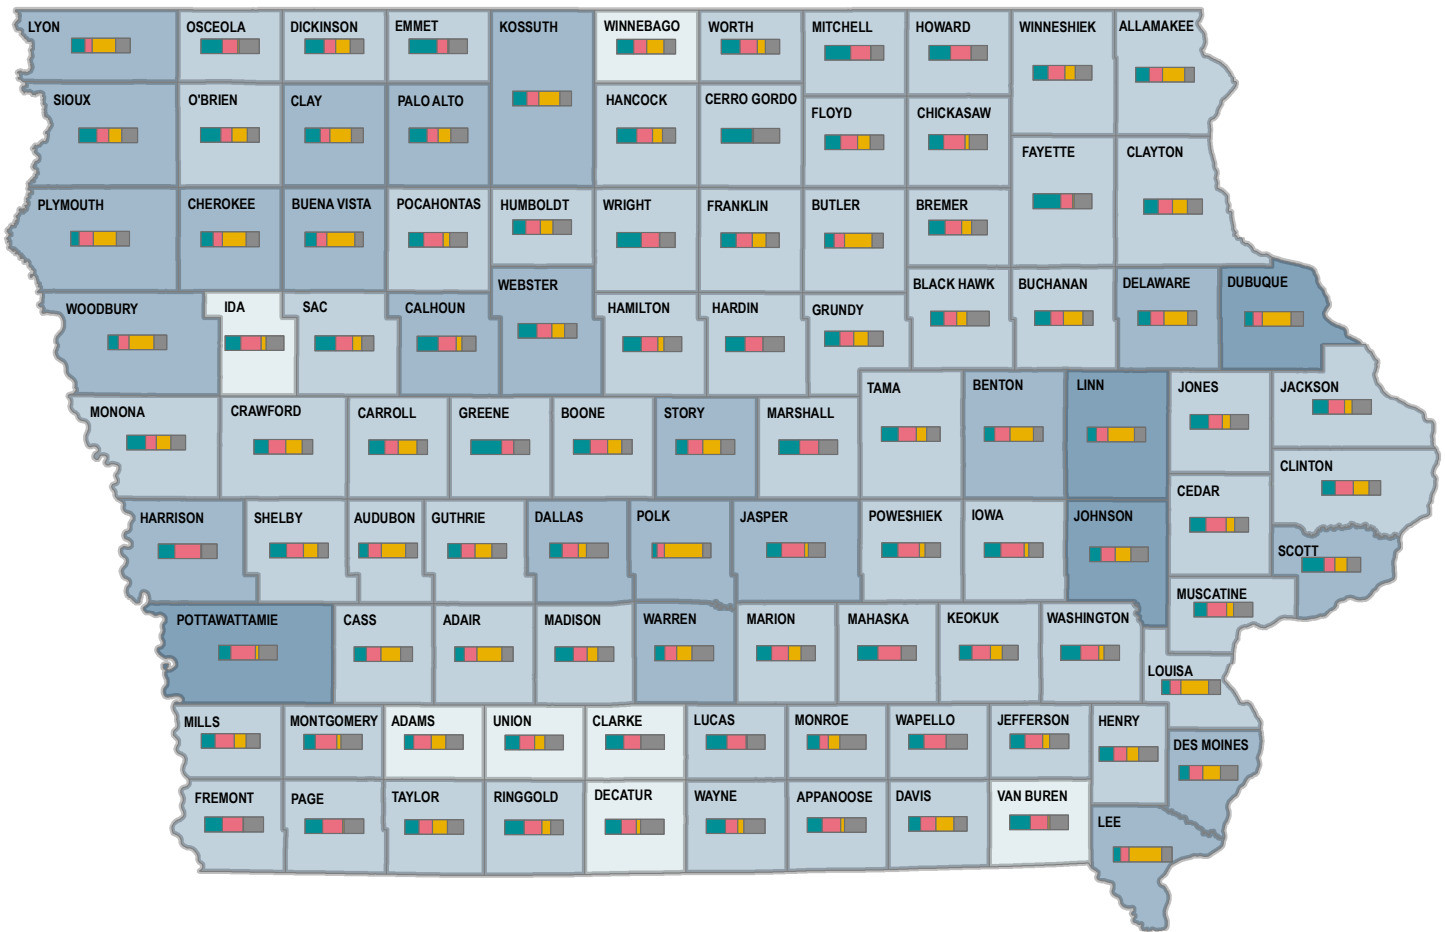 LYON
OSCEOLA
DICKINSON
EMMET
KOSSUTH
WINNEBAGO
WORTH
MITCHELL
HOWARD
WINNESHIEK
ALLAMAKEE
SIOUX
O'BRIEN
CLAY
PALO ALTO
HANCOCK
CERRO GORDO
FLOYD
CHICKASAW
FAYETTE
CLAYTON
PLYMOUTH
CHEROKEE
BUENA VISTA
POCAHONTAS
HUMBOLDT
WRIGHT
FRANKLIN
BUTLER
BREMER
WOODBURY
IDA
SAC
CALHOUN
WEBSTER
HAMILTON
HARDIN
GRUNDY
BLACK HAWK
BUCHANAN
DELAWARE
DUBUQUE
MONONA
CRAWFORD
CARROLL
GREENE
BOONE
STORY
MARSHALL
TAMA
BENTON
LINN
JONES
JACKSON
CLINTON
CEDAR
HARRISON
SHELBY
AUDUBON
GUTHRIE
DALLAS
POLK
JASPER
POWESHIEK
IOWA
JOHNSON
SCOTT
MUSCATINE
POTTAWATTAMIE
CASS
ADAIR
MADISON
WARREN
MARION
MAHASKA
KEOKUK
WASHINGTON
LOUISA
MILLS
MONTGOMERY
ADAMS
UNION
CLARKE
LUCAS
MONROE
WAPELLO
JEFFERSON
HENRY
DES MOINES
FREMONT
PAGE
TAYLOR
RINGGOLD
DECATUR
WAYNE
APPANOOSE
DAVIS
VAN BUREN
LEE